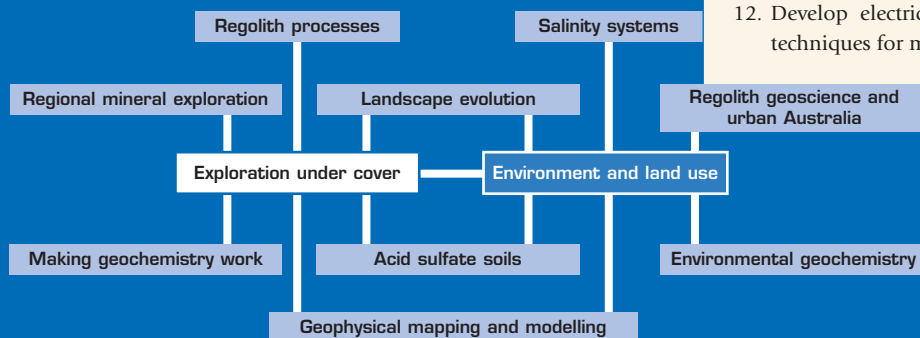 12. Develop electric
techniques for m
Regolith processes
Salinity systems
Regional mineral exploration
Landscape evolution
Regolith geoscience and
urban Australia
Exploration under cover
Environment and land use
Making geochemistry work
Acid sulfate soils
Environmental geochemistry
Geophysical mapping and modelling